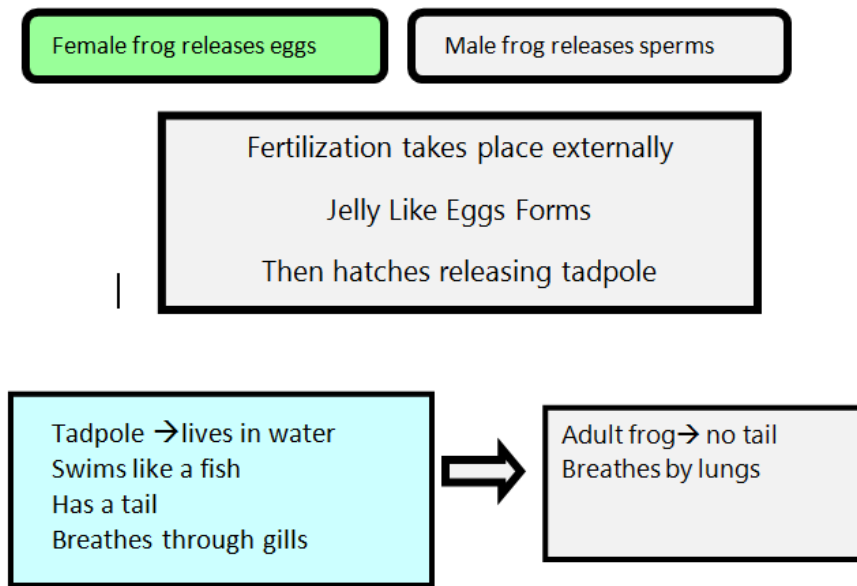 Female frog releases eggs
Male frog releases sperms
Fertilization takes place externally
Jelly Like Eggs Forms
Then hatches releasing tadpole
Tadpole →lives in water
Swims like a fish
Has a tail
Breathes through gills
Adult frog→ no tail
Breathes by lungs